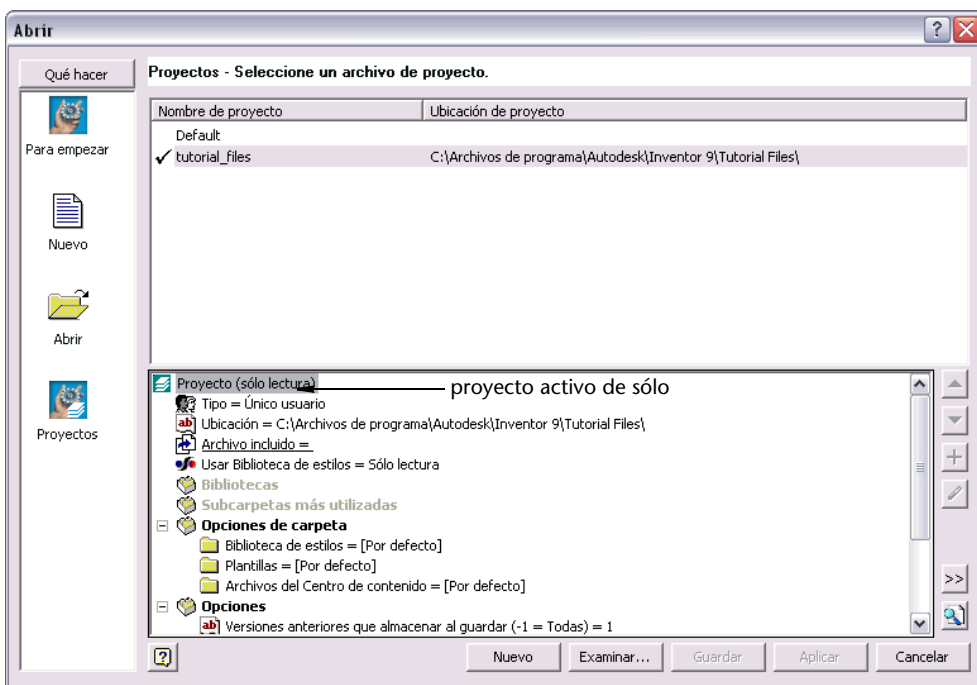 Abrir
Qué hacer
Para empezar
Nuevo
Abrir
Proyectos
Proyectos - Seleccione un archivo de proyecto.
Nombre de proyecto Ubicación de proyecto
Default
tutorial_files C:\Archivos de programa\Autodesk\Inventor 9\Tutorial Files\
Proyecto (sólo lectura) proyecto activo de sólo
Tipo = Único usuario
ab Ubicación = C:\Archivos de programa\Autodesk\Inventor 9\Tutorial Files\
Archivo incluido =
Usar Biblioteca de estilos = Sólo lectura
Bibliotecas
Subcarpetas más utilizadas
Opciones de carpeta
Biblioteca de estilos = [Por defecto]
Plantillas = [Por defecto]
Archivos del Centro de contenido = [Por defecto]
Opciones
ab Versiones anteriores que almacenar al guardar (-1 = Todas) = 1
>>
Nuevo Examinar... Guardar Aplicar Cancelar